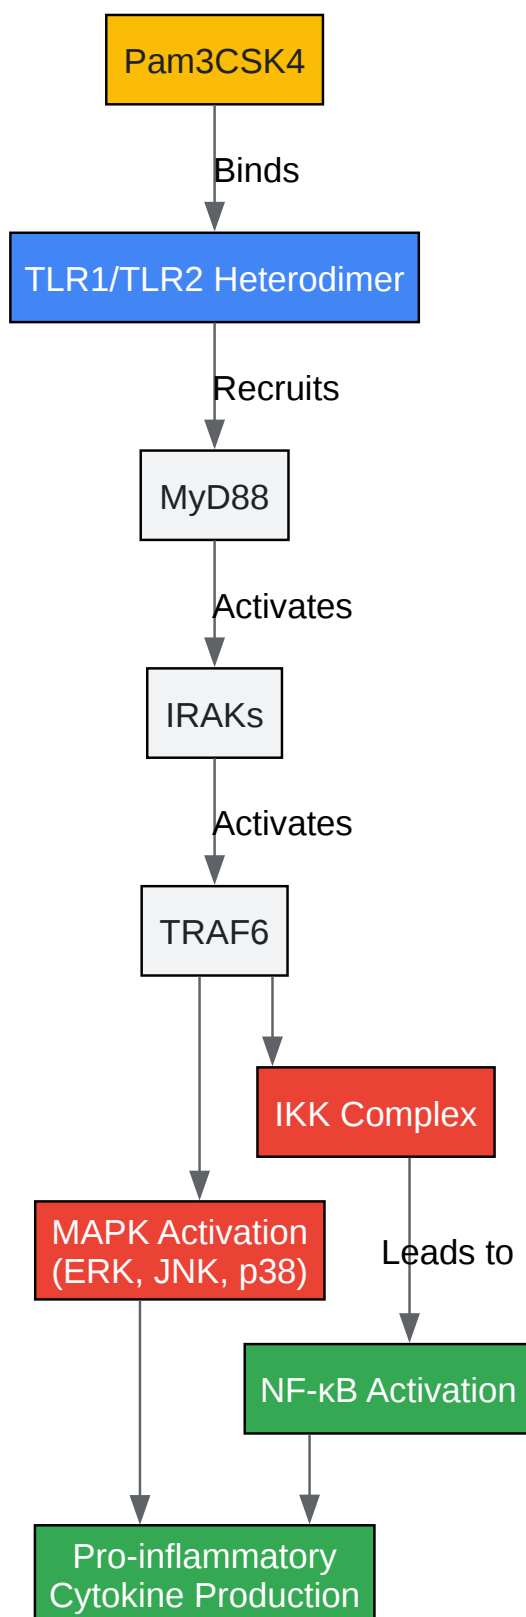 Pam3CSK4
Binds
TLR1/TLR2 Heterodimer
Recruits
MyD88
Activates
IRAKs
Activates
TRAF6
IKK Complex
MAPK Activation
(ERK, JNK, p38)
Leads to
NF-κB Activation
Pro-inflammatory
Cytokine Production